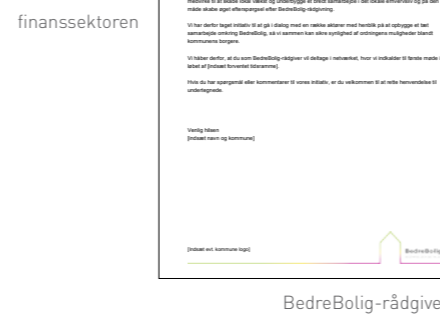 finanssektoren
medvirke til at skabe lokal vækst og underbygge et bredt samarbejde i det lokale erhvervsliv og på den
måde skabe øget efterspørgsel efter BedreBolig-rådgivning.
Vi har derfor taget initiativ til at gå i dialog med en række aktører med henblik på at opbygge et tæt
samarbejde omkring BedreBolig, så vi sammen kan sikre synlighed af ordningens muligheder blandt
kommunens borgere.
Vi håber derfor, at du som BedreBolig-rådgiver vil deltage i netværket, hvor vi indkalder til første møde i
løbet af [indsæt forventet tidsramme].
Hvis du har spørgsmål eller kommentarer til vores initiativ, er du velkommen til at rette henvendelse til
undertegnede.
Venlig hilsen
[indsæt navn og kommune]
[indsæt evt. kommune logo]
BedreBolig
BedreBolig-rådgive